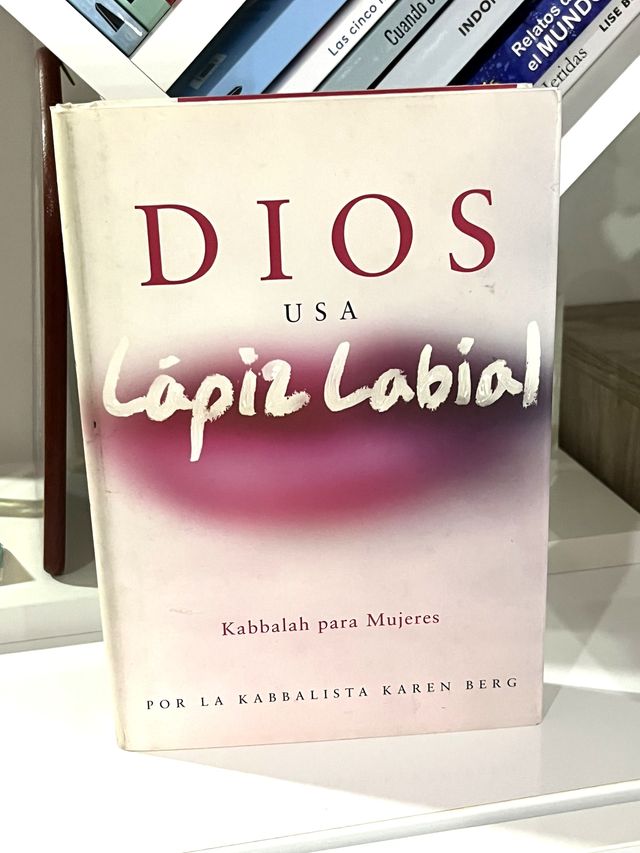 Las cinco
Cuando
INDO
Relatos
el MUNDO
LISE B
DIOS
USA
Lápiz Labial
Kabbalah para Mujeres
POR LA KABBALISTA KAREN BERG